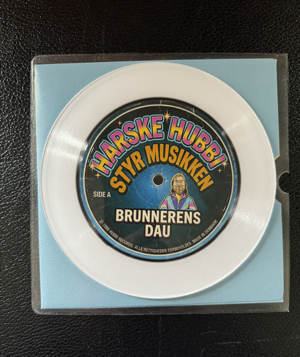 HARSKE HUBBI
STYR MUSIKKEN
SIDE A
BRUNNERENS
DAU